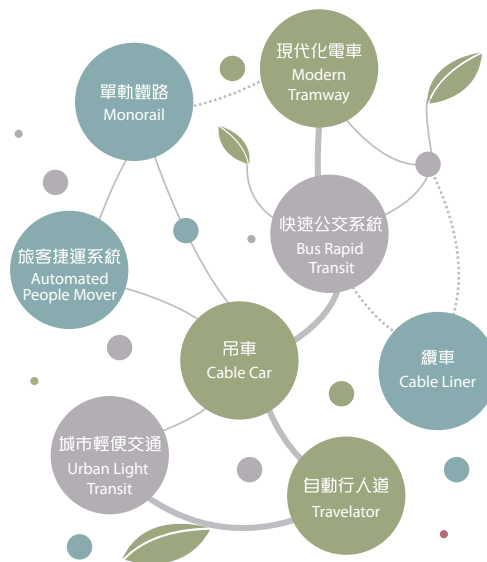 現代化電車
Modern
Tramway
單軌鐵路
Monorail
快速公交系統
Bus Rapid
Transit
旅客捷運系統
Automated
People Mover
吊車
Cable Car
纜車
Cable Liner
城市輕便交通
Urban Light
Transit
自動行人道
Travelator